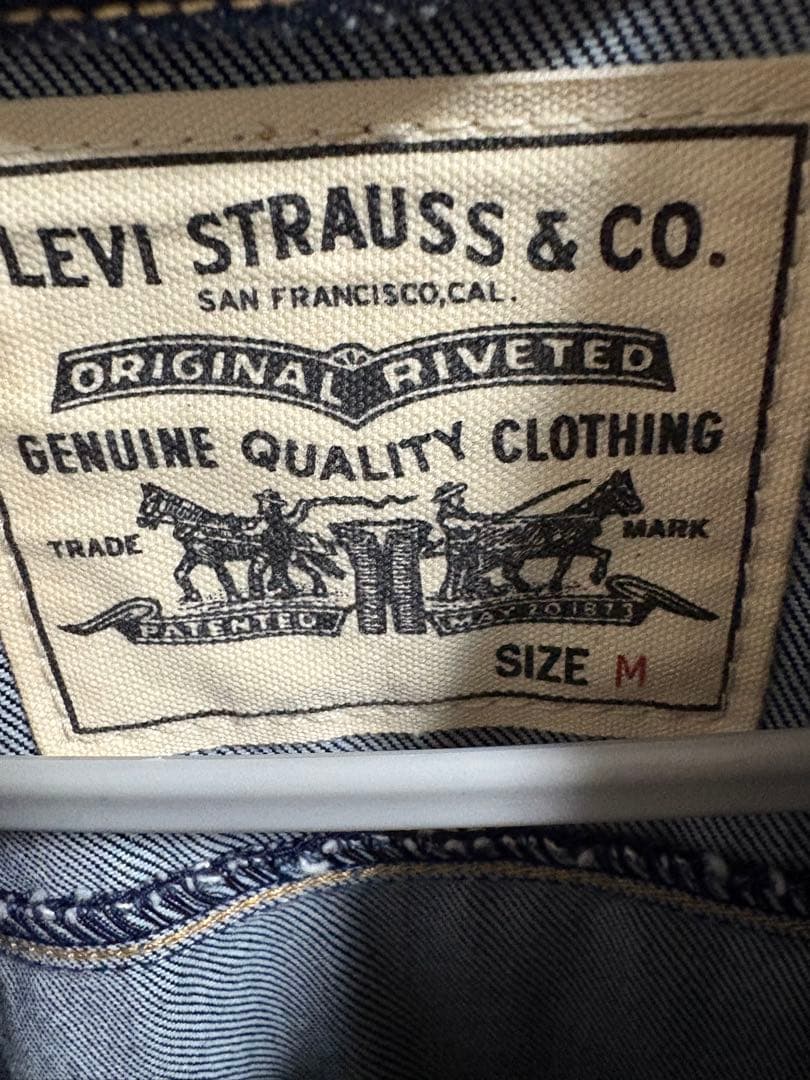 LEVI STRAUSS & CO.
SAN FRANCISCO, CAL.
ORIGINAL RIVETED
GENUINE QUALITY CLOTHING
TRADE MARK
PATENTED MAY 20 1873
SIZE M